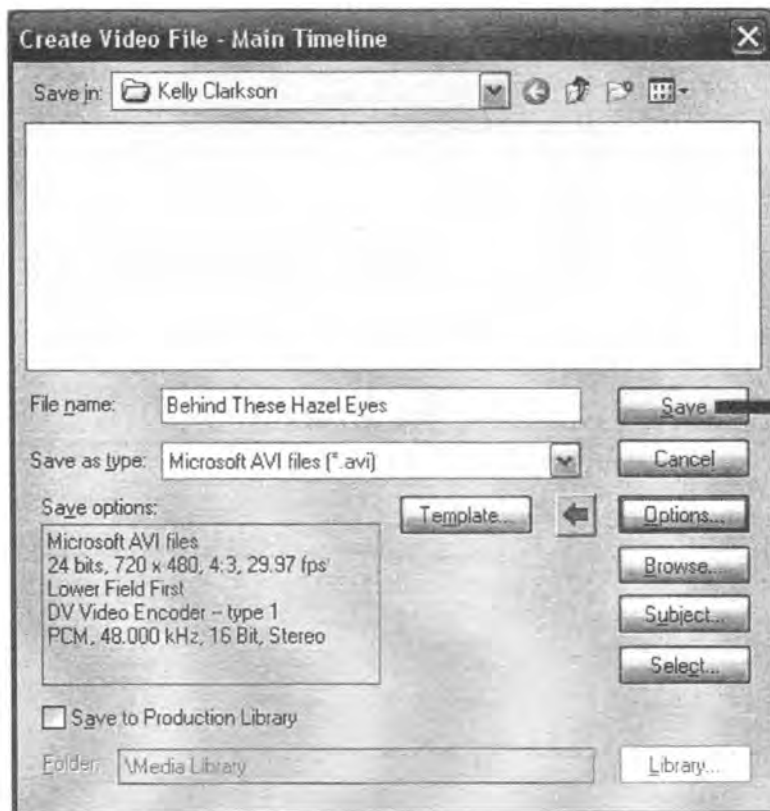 Create Video File - Main Timeline
Save in: Kelly Clarkson
File name: Behind These Hazel Eyes Save
Save as type: Microsoft AVI files (*.avi) Cancel
Save options: Template... Options...
Microsoft AVI files
24 bits, 720 x 480, 4:3, 29.97 fps
Lower Field First
DV Video Encoder -- type 1
PCM, 48.000 kHz, 16 Bit, Stereo
Browse...
Subject...
Select...
Save to Production Library
Folder: \Media Library Library...